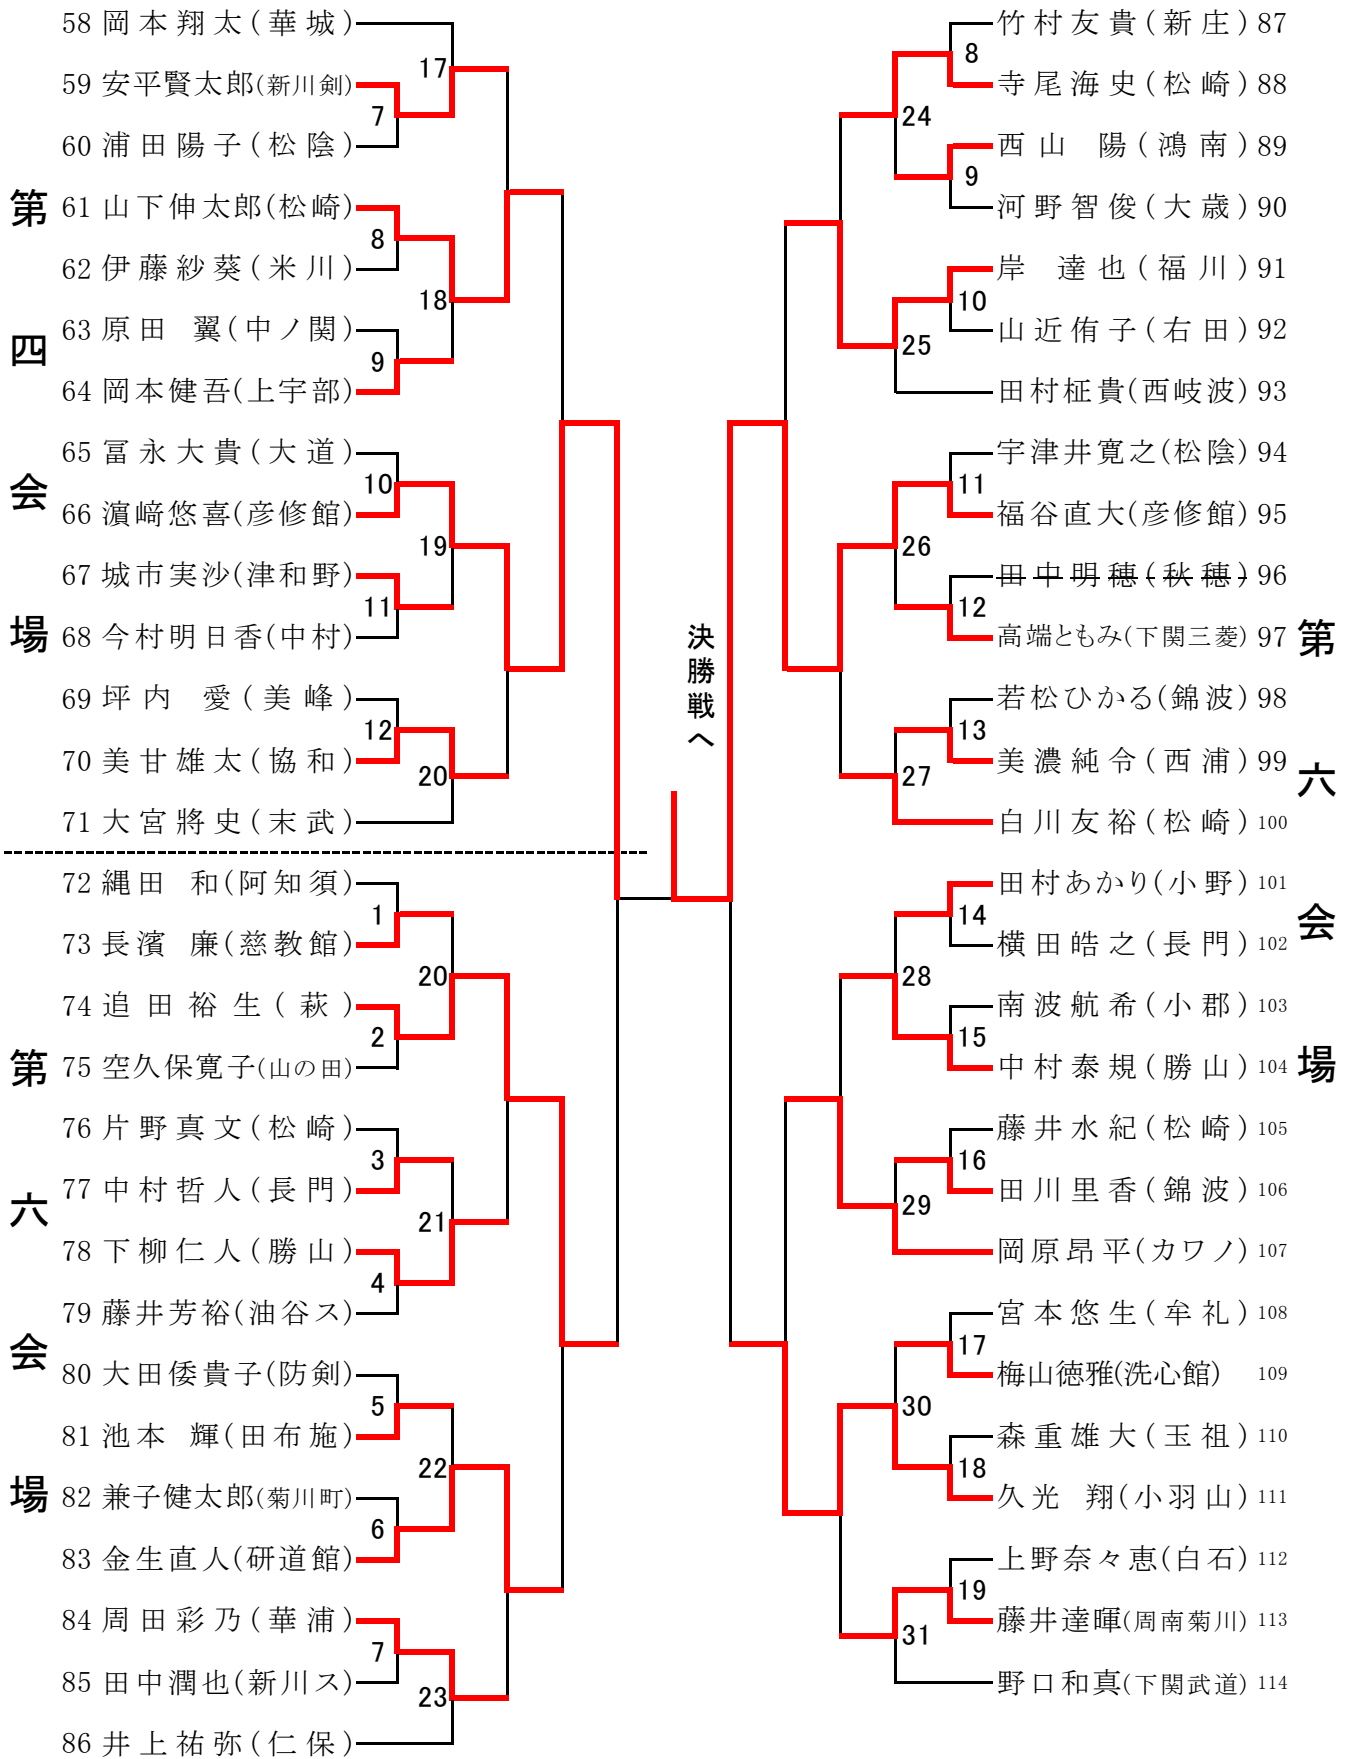 58 岡本翔太(華城)
59 安平賢太郎(新川剣)
60 浦田陽子(松陰)
61 山下伸太郎(松崎)
62 伊藤紗葵(米川)
63 原田 翼(中ノ関)
64 岡本健吾(上宇部)
65 冨永大貴(大道)
66 濵﨑悠喜(彦修館)
67 城市実沙(津和野)
68 今村明日香(中村)
69 坪内 愛(美峰)
70 美甘雄太(協和)
71 大宮將史(末武)
第四会場
17
7
8
18
9
10
19
11
12
20
72 縄田 和(阿知須)
73 長濱 廉(慈教館)
74 追田裕生(萩)
75 空久保寛子(山の田)
76 片野真文(松崎)
77 中村哲人(長門)
78 下柳仁人(勝山)
79 藤井芳裕(油谷ス)
80 大田倭貴子(防剣)
81 池本 輝(田布施)
82 兼子健太郎(菊川町)
83 金生直人(研道館)
84 周田彩乃(華浦)
85 田中潤也(新川ス)
86 井上祐弥(仁保)
第六会場
1
20
2
3
21
4
5
22
6
7
23
決勝戦へ
竹村友貴(新庄) 87
寺尾海史(松崎) 88
西山 陽(鴻南) 89
河野智俊(大歳) 90
岸 達也(福川) 91
山近侑子(右田) 92
田村柾貴(西岐波) 93
宇津井寛之(松陰) 94
福谷直大(彦修館) 95
田中明穂(秋穂) 96
高端ともみ(下関三菱) 97
若松ひかる(錦波) 98
美濃純令(西浦) 99
白川友裕(松崎) 100
田村あかり(小野) 101
横田皓之(長門) 102
南波航希(小郡) 103
中村泰規(勝山) 104
藤井水紀(松崎) 105
田川里香(錦波) 106
岡原昂平(カワノ) 107
宮本悠生(牟礼) 108
梅山徳雅(洗心館) 109
森重雄大(玉祖) 110
久光 翔(小羽山) 111
上野奈々恵(白石) 112
藤井達暉(周南菊川) 113
野口和真(下関武道) 114
第六会場
8
24
9
10
25
11
26
12
13
27
14
28
15
16
29
17
30
18
19
31